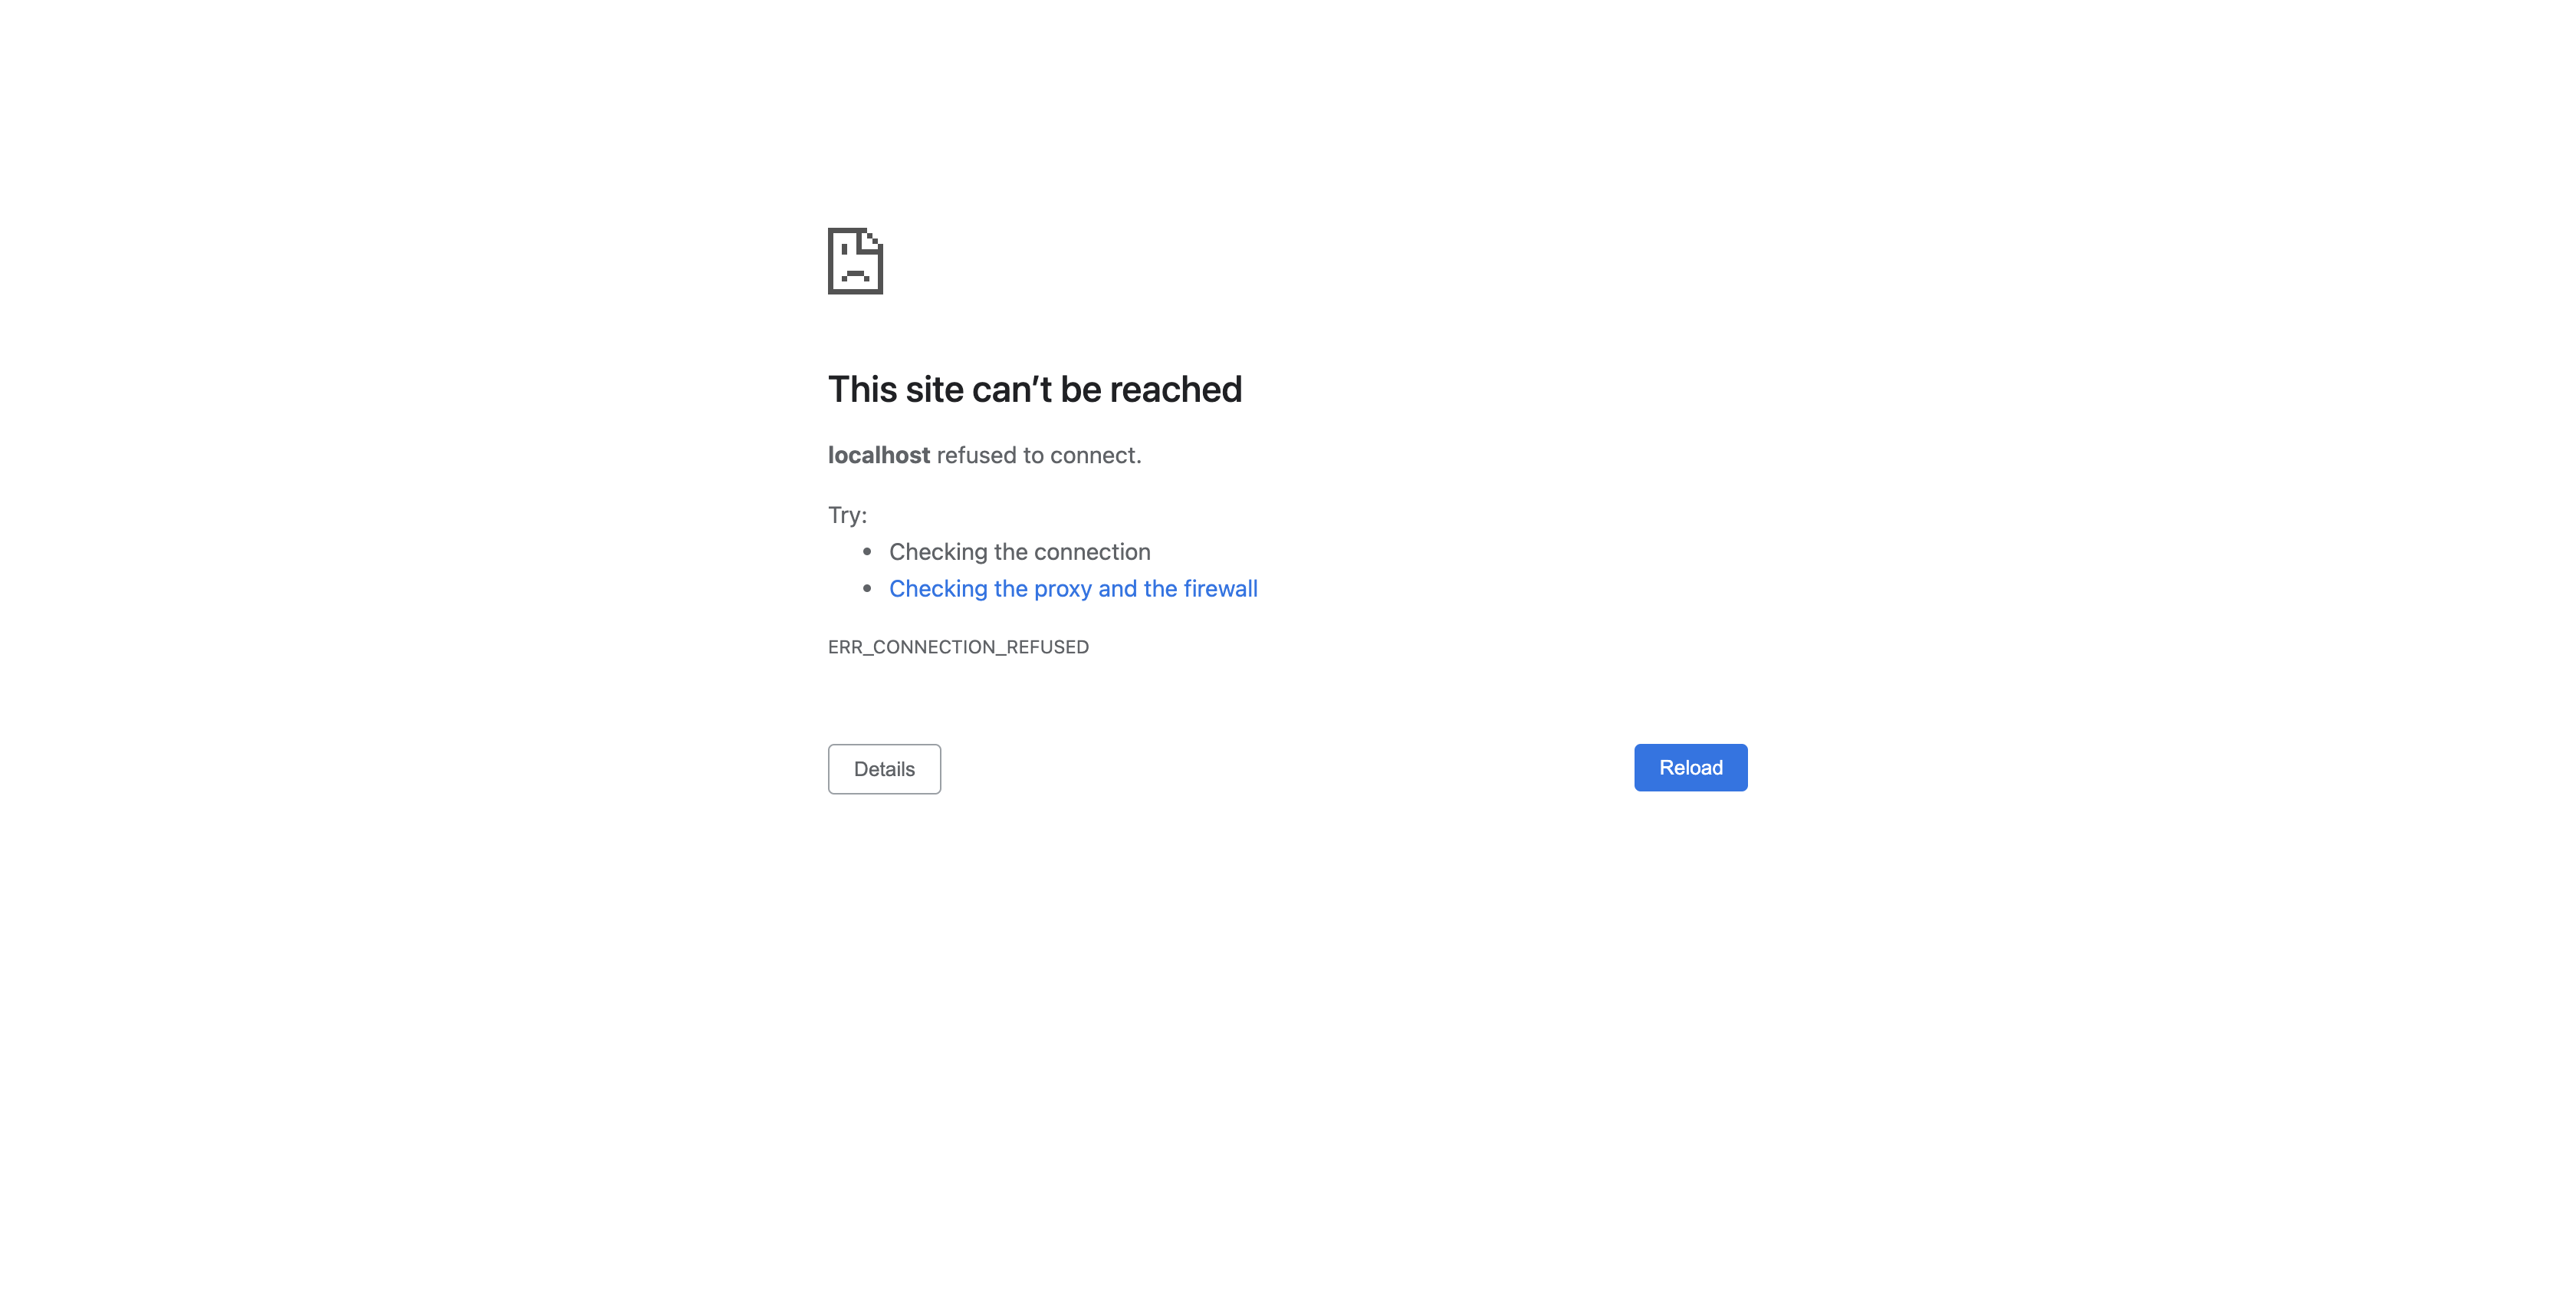 This site can’t be reached
localhost refused to connect.
Try:
• Checking the connection
• Checking the proxy and the firewall
ERR_CONNECTION_REFUSED
Details
Reload